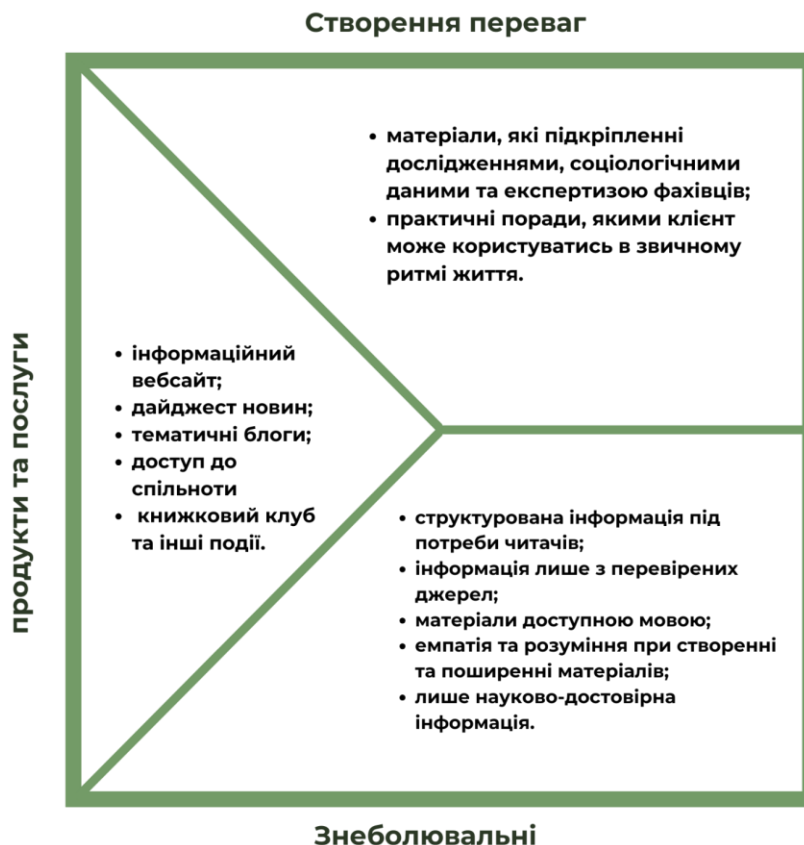 Створення переваг
• матеріали, які підкріпленні
дослідженнями, соціологічними
даними та експертизою фахівців;
• практичні поради, якими клієнт
може користуватись в звичному
ритмі життя.
продукти та послуги
• інформаційний
вебсайт;
• дайджест новин;
• тематичні блоги;
• доступ до
спільноти
• книжковий клуб
та інші події.
• структурована інформація під
потреби читачів;
• інформація лише з перевірених
джерел;
• матеріали доступною мовою;
• емпатія та розуміння при створенні
та поширенні матеріалів;
• лише науково-достовірна
інформація.
Знеболювальні